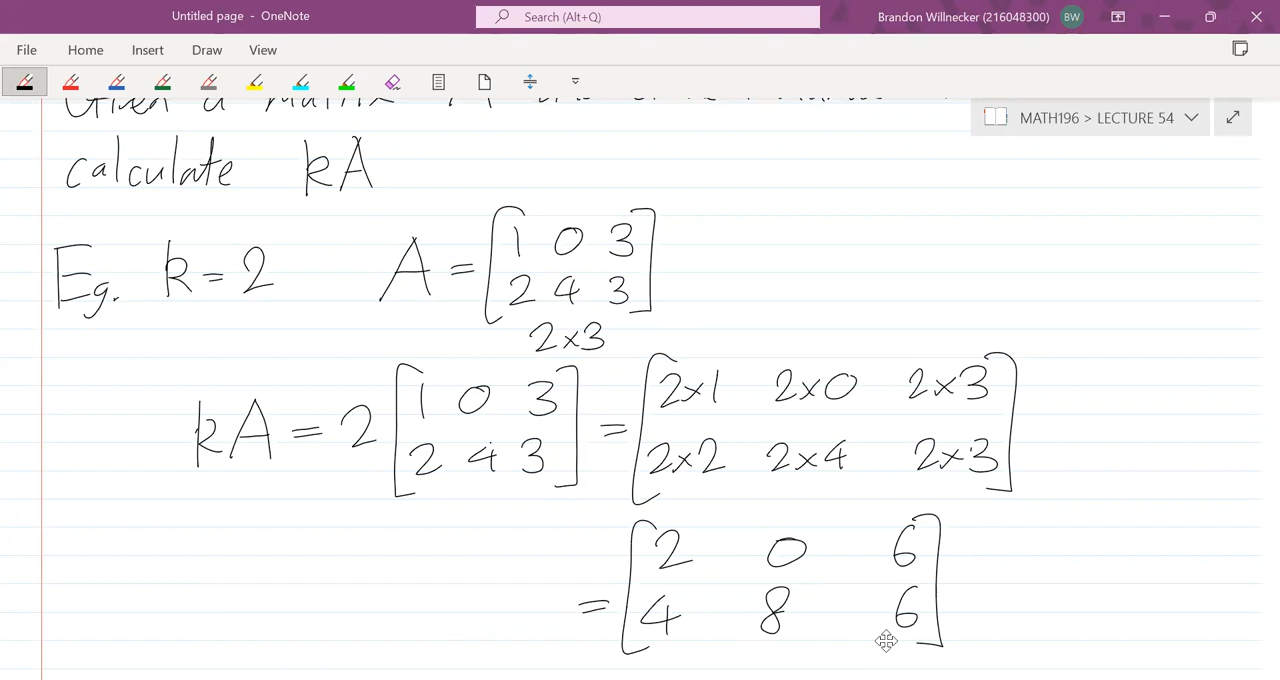 Untitled page - OneNote
Search (Alt+Q)
Brandon Willnecker (216048300)
BW
File Home Insert Draw View
MATH196 > LECTURE 54
Given a matrix
calculate kA
Eg. k = 2 A = [1 0 3
2 4 3]
2×3
kA = 2 [1 0 3
2 4 3] = [2×1 2×0 2×3
2×2 2×4 2×3]
= [2 0 6
4 8 6]